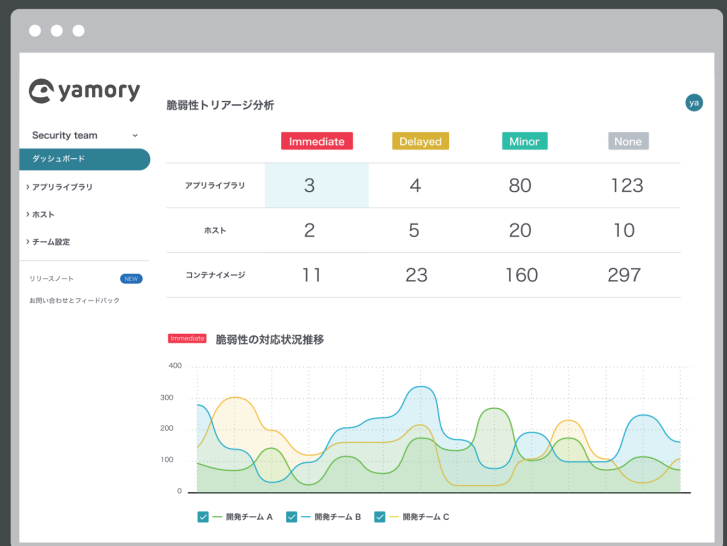 yamory
Security team
ダッシュボード
アプリライブラリ
ホスト
チーム設定
リリースノート NEW
お問い合わせとフィードバック
脆弱性トリアージ分析
ya
Immediate Delayed Minor None
アプリライブラリ 3 4 80 123
ホスト 2 5 20 10
コンテナイメージ 11 23 160 297
Immediate 脆弱性の対応状況推移
400
300
200
100
0
開発チーム A 開発チーム B 開発チーム C